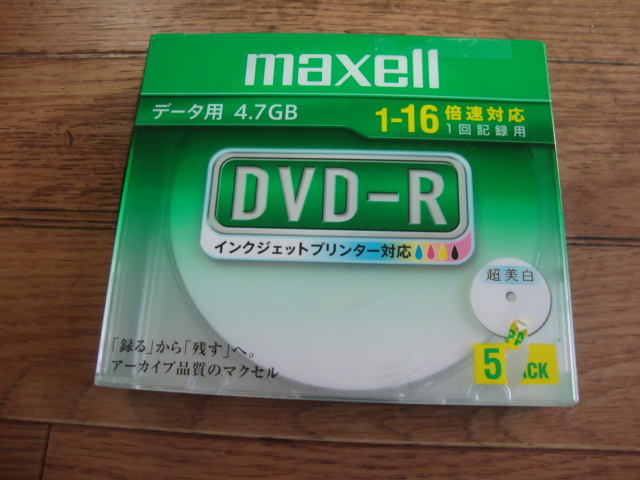 maxell
データ用 4.7GB
1-16 倍速対応
1回記録用
DVD-R
インクジェットプリンター対応
超美白
「録る」から「残す」へ。
アーカイブ品質のマクセル
5